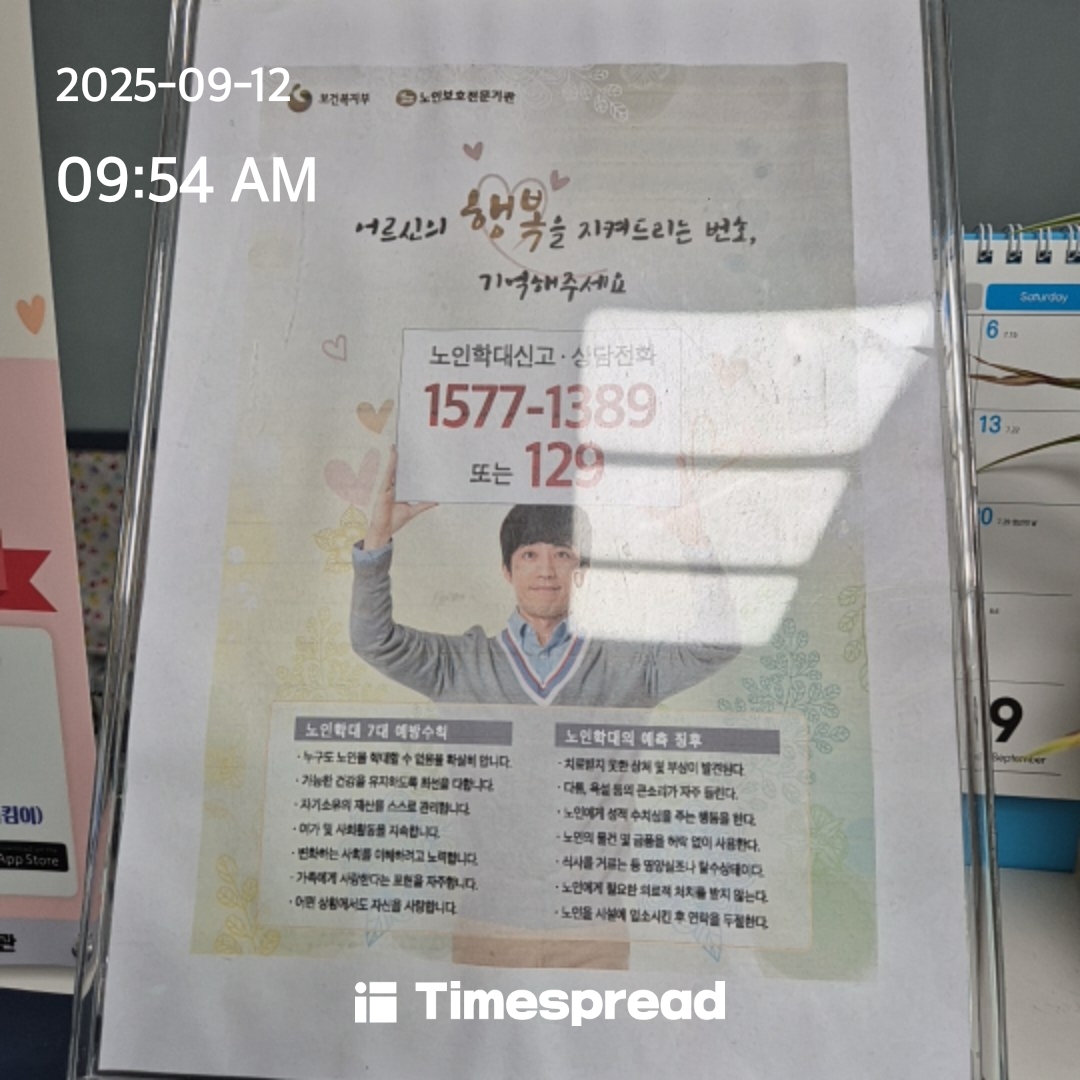 2025-09-12
09:54 AM
보건복지부
노인보호전문기관
어르신의 행복을 지켜드리는 번호,
기억해주세요
노인학대신고·상담전화
1577-1389
또는 129
노인학대 7대 예방수칙
· 누구도 노인을 학대할 수 없음을 확실히 압니다.
· 가능한 건강을 유지하도록 최선을 다합니다.
· 자기소유의 재산를 스스로 관리합니다.
· 여가 및 사회활동를 지속합니다.
· 변화하는 사회를 이해하려고 노력합니다.
· 가족에게 사랑한다는 표현을 자주합니다.
· 어떤 상황에서도 자신을 사랑합니다.
노인학대의 예측 징후
· 치료받지 못한 상처 및 부상이 발견된다.
· 다툼, 욕설 등의 큰소리가 자주 들린다.
· 노인에게 성적 수치심을 주는 행동을 한다.
· 노인의 물건 및 금품을 허락 없이 사용한다.
· 식사를 거르는 등 영양실조나 탈수상태이다.
· 노인에게 필요한 의료적 처치를 받지 않는다.
· 노인을 시설에 입소시킨 후 연락을 두절한다.
Saturday
6 7.15
13 7.22
9
September
킴이)
App Store
관
Timespread